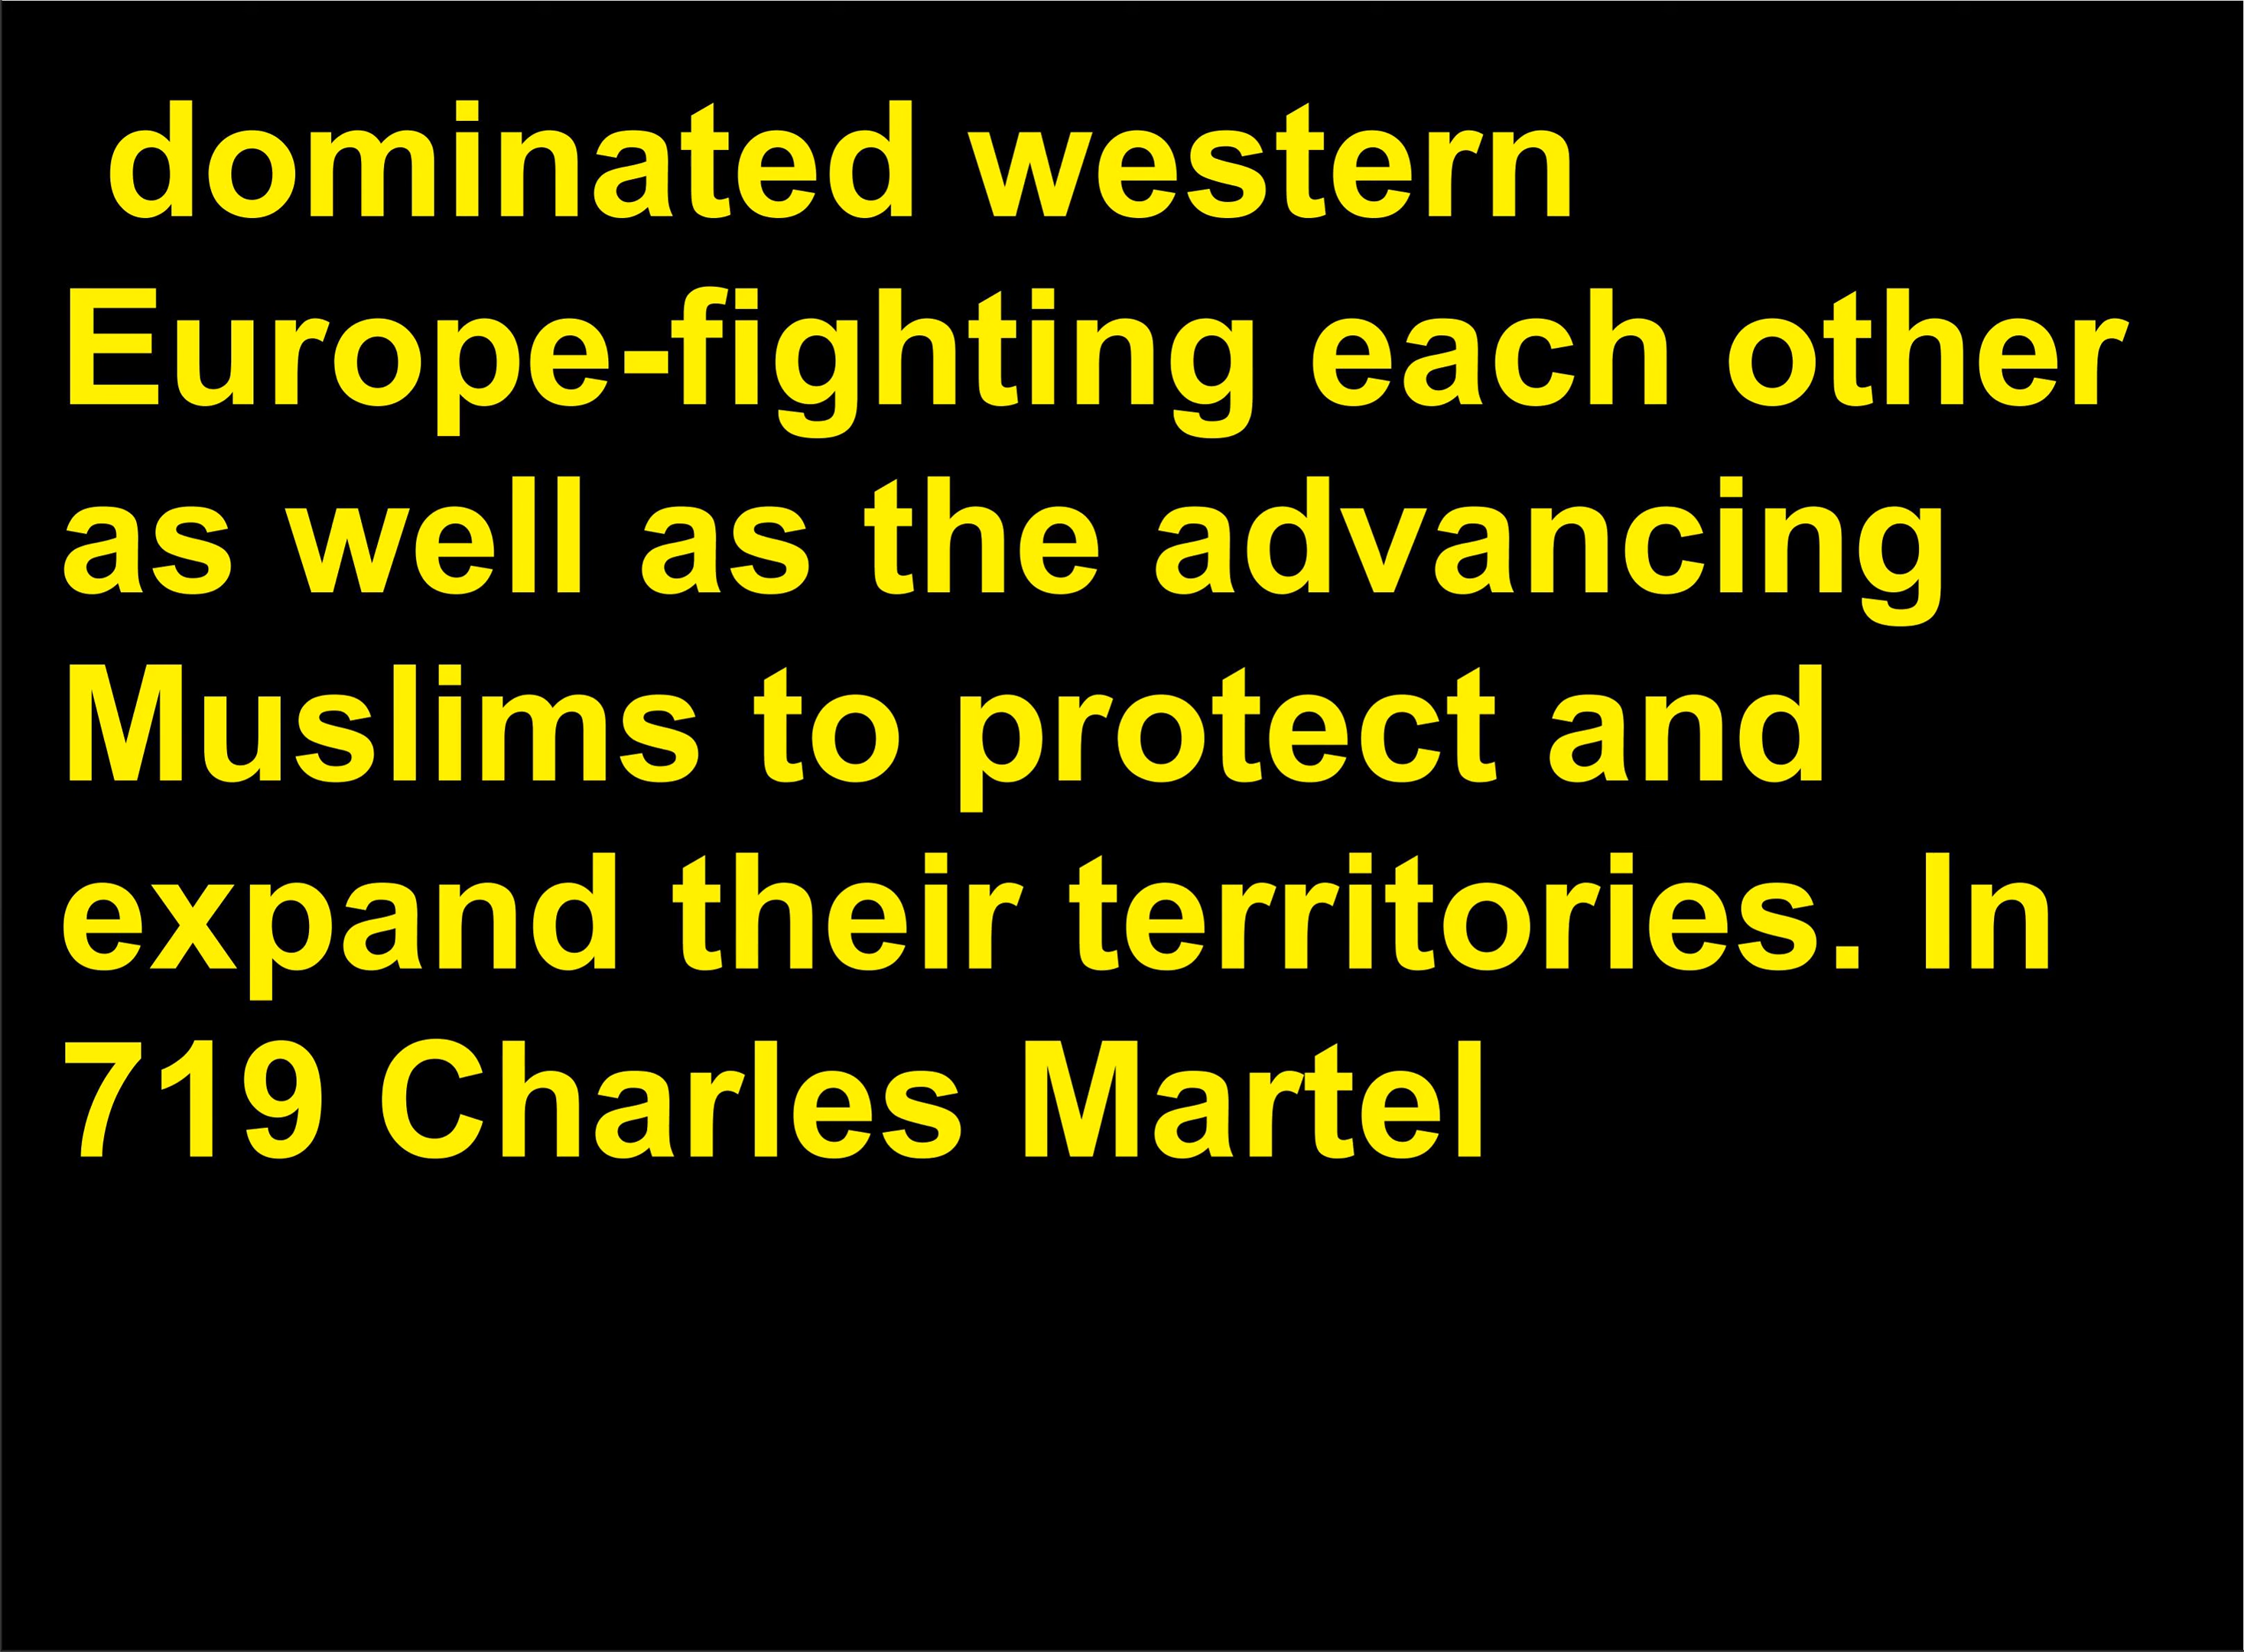 dominated western
Europe-fighting each other
as well as the advancing
Muslims to protect and
expand their territories. In
719 Charles Martel